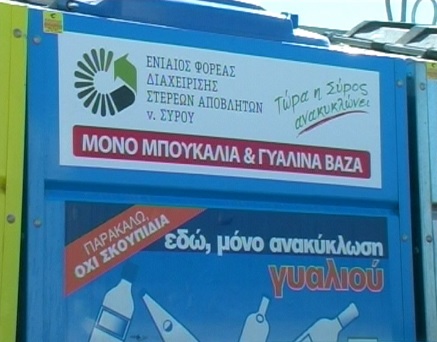 ΕΝΙΑΙΟΣ ΦΟΡΕΑΣ
ΔΙΑΧΕΙΡΙΣΗΣ
ΣΤΕΡΕΩΝ ΑΠΟΒΛΗΤΩΝ
ν. ΣΥΡΟΥ
Τώρα η Σύρος
ανακυκλώνει
ΜΟΝΟ ΜΠΟΥΚΑΛΙΑ & ΓΥΑΛΙΝΑ ΒΑΖΑ
ΠΑΡΑΚΑΛΩ,
ΟΧΙ ΣΚΟΥΠΙΔΙΑ
εδώ, μόνο ανακύκλωση
γυαλιού